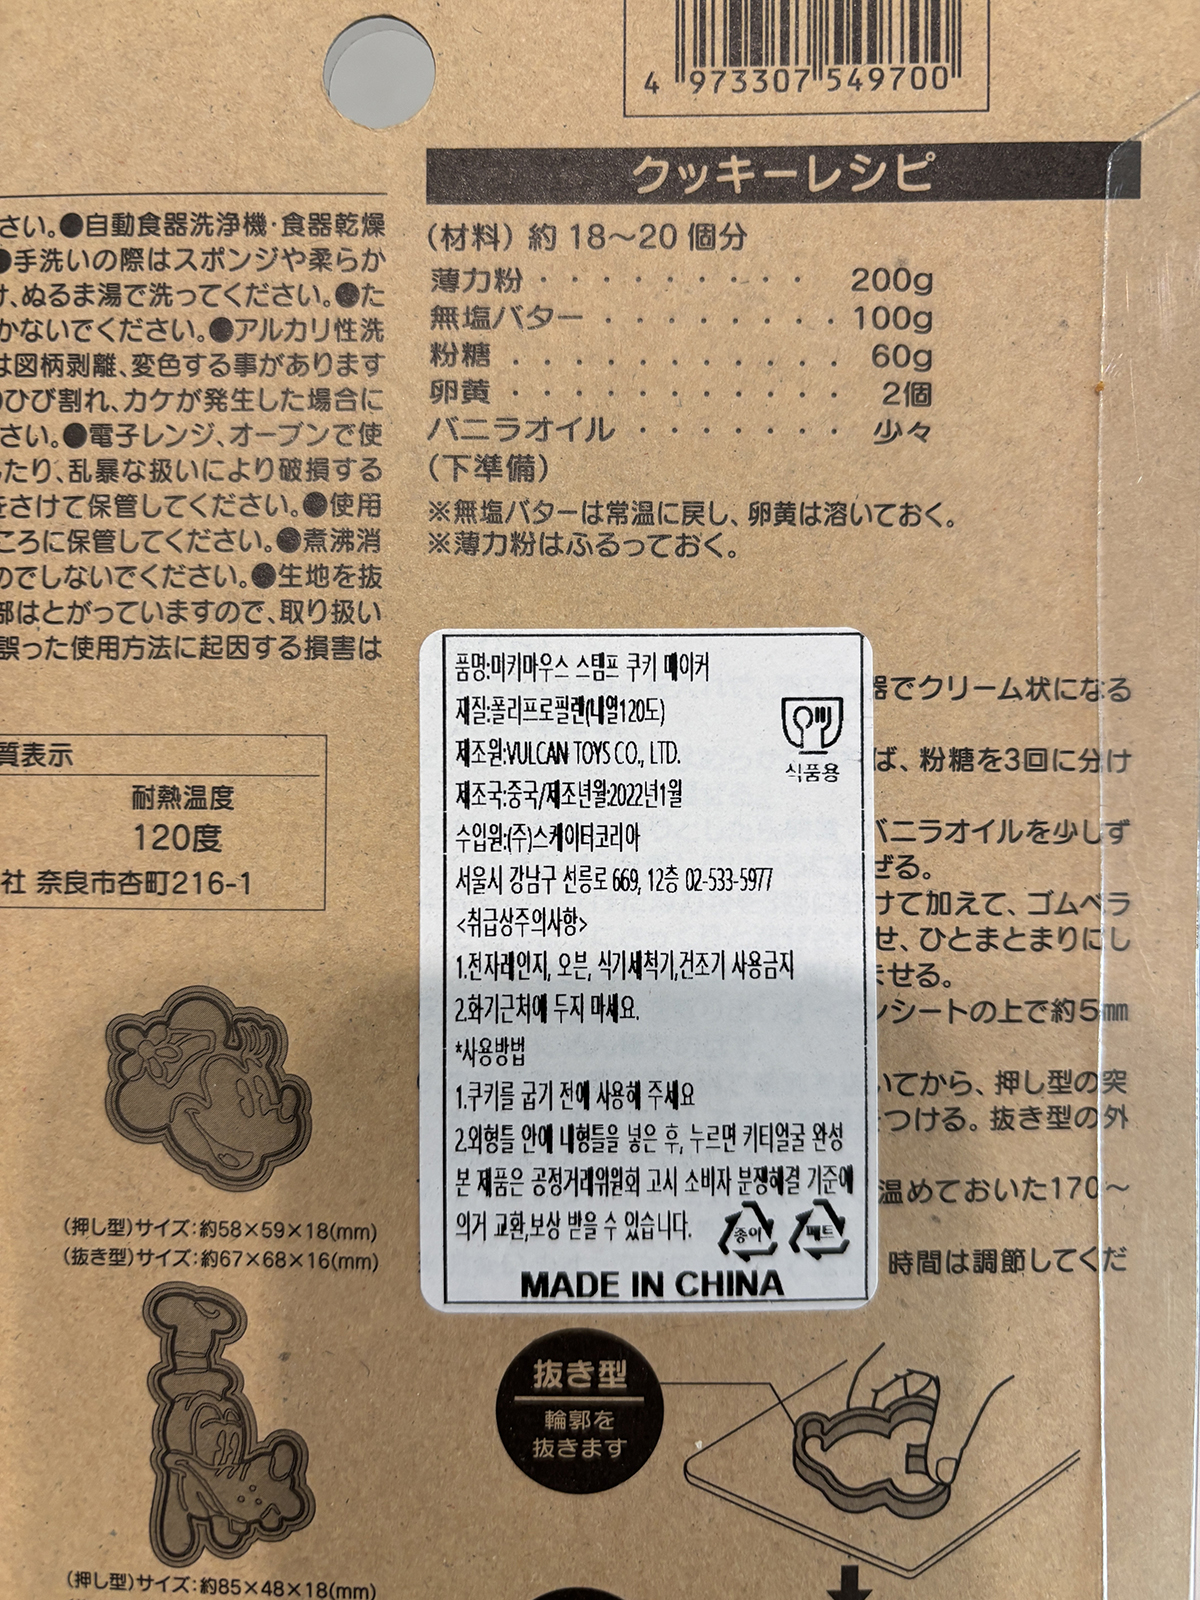 4 973307 549700
クッキーレシピ
(材料) 約 18〜20 個分
薄力粉 · · · · · · · · · 200g
無塩バター · · · · · · · · 100g
粉糖 · · · · · · · · · · 60g
卵黄 · · · · · · · · · · 2個
バニラオイル · · · · · · · 少々
(下準備)
※無塩バターは常温に戻し、卵黄は溶いておく。
※薄力粉はふるっておく。
さい。●自動食器洗浄機・食器乾燥
●手洗いの際はスポンジや柔らか
け、ぬるま湯で洗ってください。●た
かないでください。●アルカリ性洗
は図柄剥離、変色する事があります
のひび割れ、カケが発生した場合に
さい。●電子レンジ、オーブンで使
たり、乱暴な扱いにより破損する
をさけて保管してください。●使用
ころに保管してください。●煮沸消
のでしないでください。●生地を抜
部はとがっていますので、取り扱い
誤った使用方法に起因する損害は
質表示
耐熱温度
120度
社 奈良市杏町216-1
品명:미키마우스 스탬프 쿠키 메이커
재질:폴리프로필렌(내열120도)
제조원:VULCAN TOYS CO., LTD.
제조국:중국/제조년월:2022년1월
수입원:(주)스케이터코리아
서울시 강남구 선릉로 669, 12층 02-533-5977
<취급상주의사항>
1.전자레인지, 오븐, 식기세척기,건조기 사용금지
2.화기근처에 두지 마세요.
*사용방법
1.쿠키를 굽기 전에 사용해 주세요
2.외형틀 안에 내형틀을 넣은 후, 누르면 키티얼굴 완성
본 제품은 공정거래위원회 고시 소비자 분쟁해결 기준에
의거 교환,보상 받을 수 있습니다.
종이 페트
MADE IN CHINA
식품용
器でクリーム状になる
ば、粉糖を3回に分け
バニラオイルを少しず
ぜる。
けて加えて、ゴムベラ
せ、ひとまとまりにし
ませる。
ンシートの上で約5mm
いてから、押し型の突
をつける。抜き型の外
温めておいた170〜
時間は調節してくだ
(押し型)サイズ:約58×59×18(mm)
(抜き型)サイズ:約67×68×16(mm)
(押し型)サイズ:約85×48×18(mm)
抜き型
輪郭を
抜きます